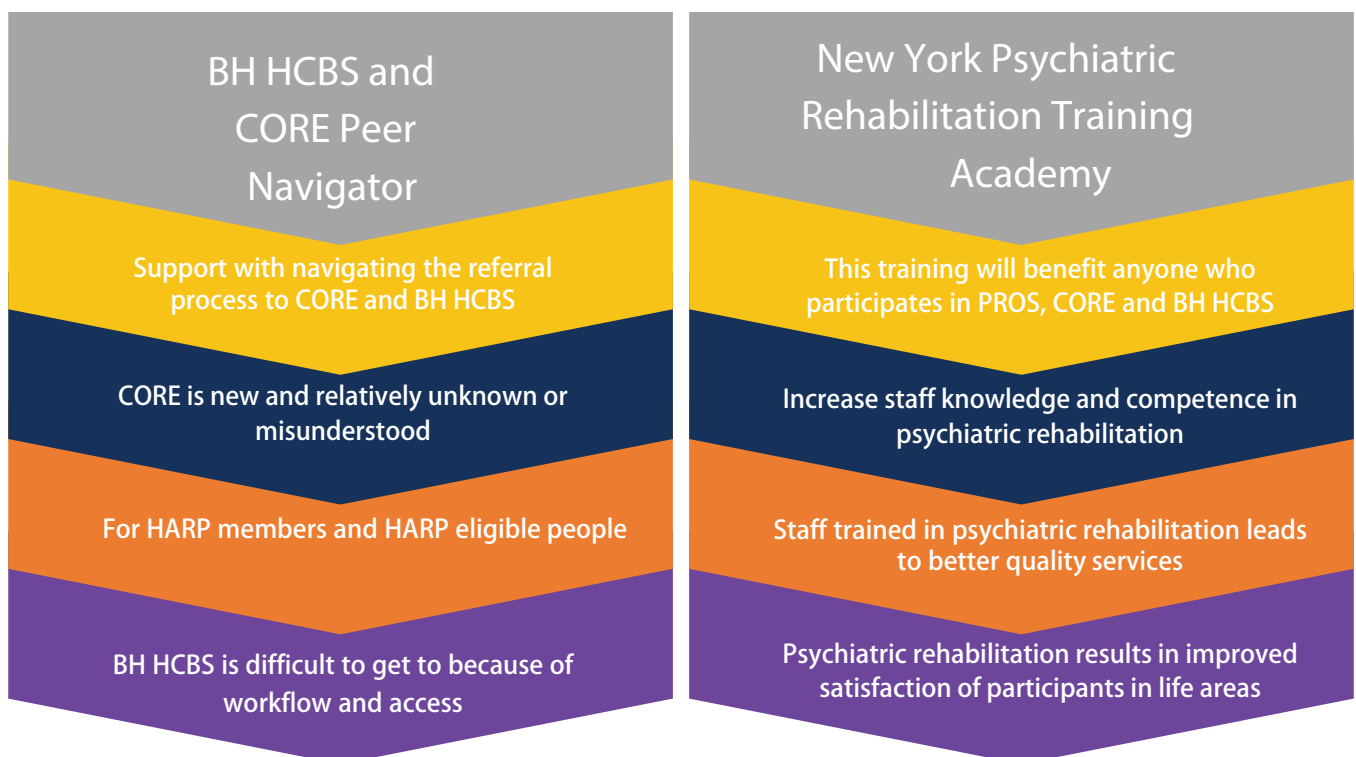 BH HCBS and
CORE Peer
Navigator
Support with navigating the referral
process to CORE and BH HCBS
CORE is new and relatively unknown or
misunderstood
For HARP members and HARP eligible people
BH HCBS is difficult to get to because of
workflow and access
New York Psychiatric
Rehabilitation Training
Academy
This training will benefit anyone who
participates in PROS, CORE and BH HCBS
Increase staff knowledge and competence in
psychiatric rehabilitation
Staff trained in psychiatric rehabilitation leads
to better quality services
Psychiatric rehabilitation results in improved
satisfaction of participants in life areas